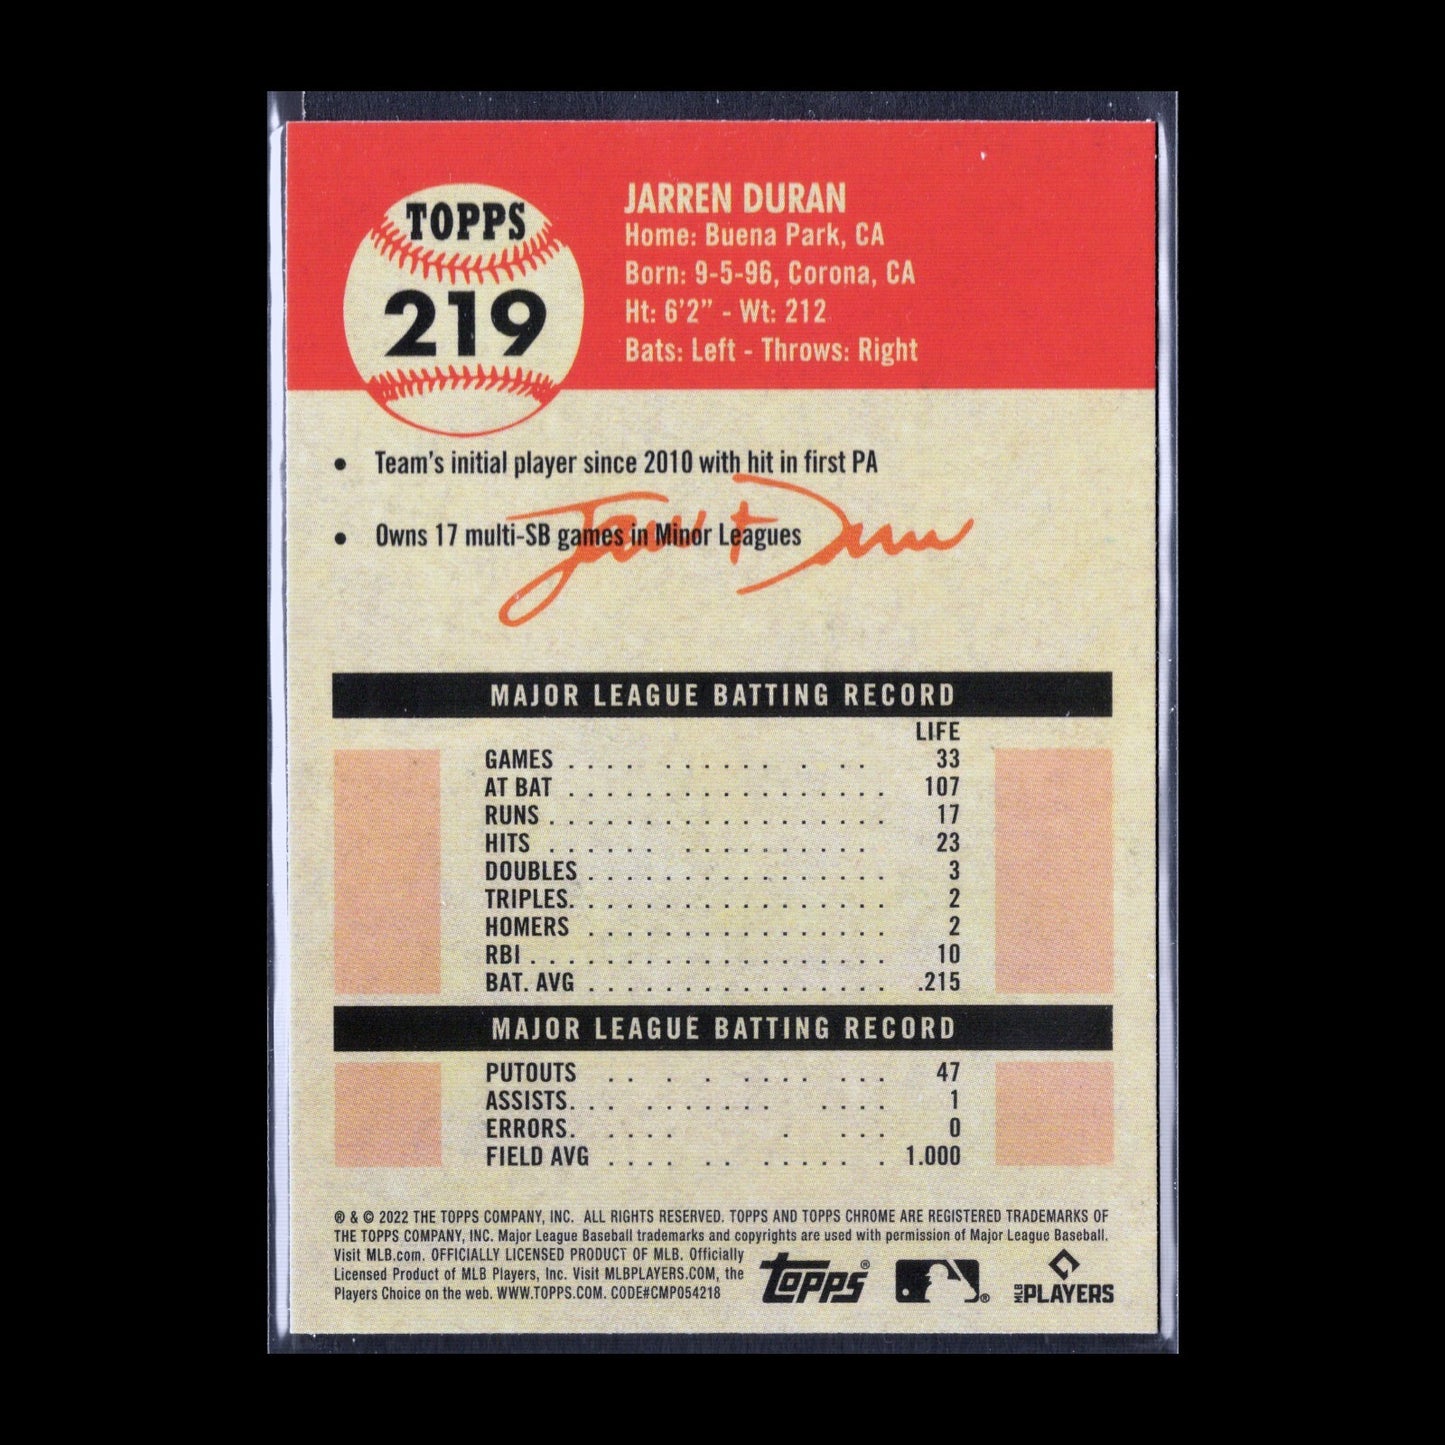 TOPPS
219
JARREN DURAN
Home: Buena Park, CA
Born: 9-5-96, Corona, CA
Ht: 6'2” - Wt: 212
Bats: Left - Throws: Right
• Team's initial player since 2010 with hit in first PA
• Owns 17 multi-SB games in Minor Leagues
Jarren Duran
MAJOR LEAGUE BATTING RECORD
LIFE
GAMES . . . . . . . . . . . . . 33
AT BAT . . . . . . . . . . . . . . . . . 107
RUNS . . . . . . . . . . . . . . . . . . 17
HITS . . . . . . . . . . . . . . . . 23
DOUBLES . . . . . . . . . . . . . . . . 3
TRIPLES. . . . . . . . . . . . . . . . . 2
HOMERS . . . . . . . . . . . . . . . . 2
RBI . . . . . . . . . . . . . . . . . . . 10
BAT. AVG . . . . . . . . . . . . . . . . .215
MAJOR LEAGUE BATTING RECORD
PUTOUTS . . . . . . . . . . . 47
ASSISTS. . . . . . . . . . . . . . 1
ERRORS. . . . . . . . . 0
FIELD AVG . . . . . . . . . . . . 1.000
® & © 2022 THE TOPPS COMPANY, INC. ALL RIGHTS RESERVED. TOPPS AND TOPPS CHROME ARE REGISTERED TRADEMARKS OF
THE TOPPS COMPANY, INC. Major League Baseball trademarks and copyrights are used with permission of Major League Baseball.
Visit MLB.com. OFFICIALLY LICENSED PRODUCT OF MLB. Officially
Licensed Product of MLB Players, Inc. Visit MLBPLAYERS.COM, the
Players Choice on the web. WWW.TOPPS.COM. CODE#CMP054218
topps®
®
MLB PLAYERS